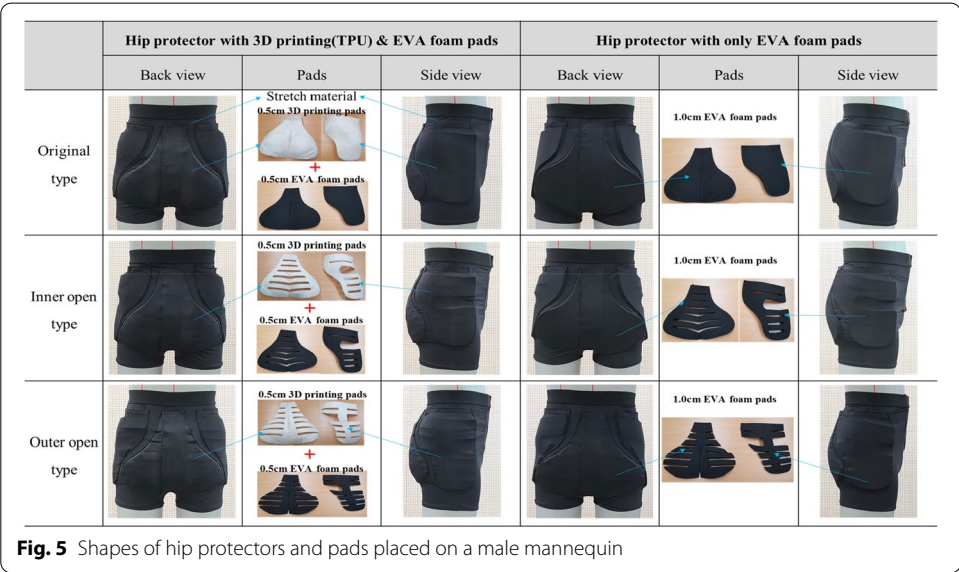 Hip protector with 3D printing(TPU) & EVA foam pads
Hip protector with only EVA foam pads
Back view
Pads
Side view
Back view
Pads
Side view
Original
type
Stretch material
0.5cm 3D printing pads
+
0.5cm EVA foam pads
1.0cm EVA foam pads
Inner open
type
0.5cm 3D printing pads
+
0.5cm EVA foam pads
1.0cm EVA foam pads
Outer open
type
0.5cm 3D printing pads
+
0.5cm EVA foam pads
1.0cm EVA foam pads
Fig. 5 Shapes of hip protectors and pads placed on a male mannequin